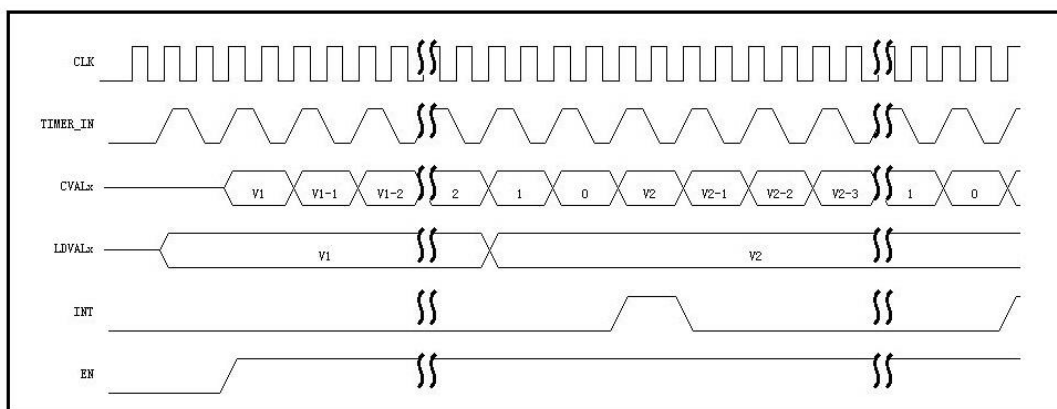 CLK
TIMER_IN
CVALx V1 V1-1 V1-2 2 1 0 V2 V2-1 V2-2 V2-3 1 0
LDVALx V1 V2
INT
EN